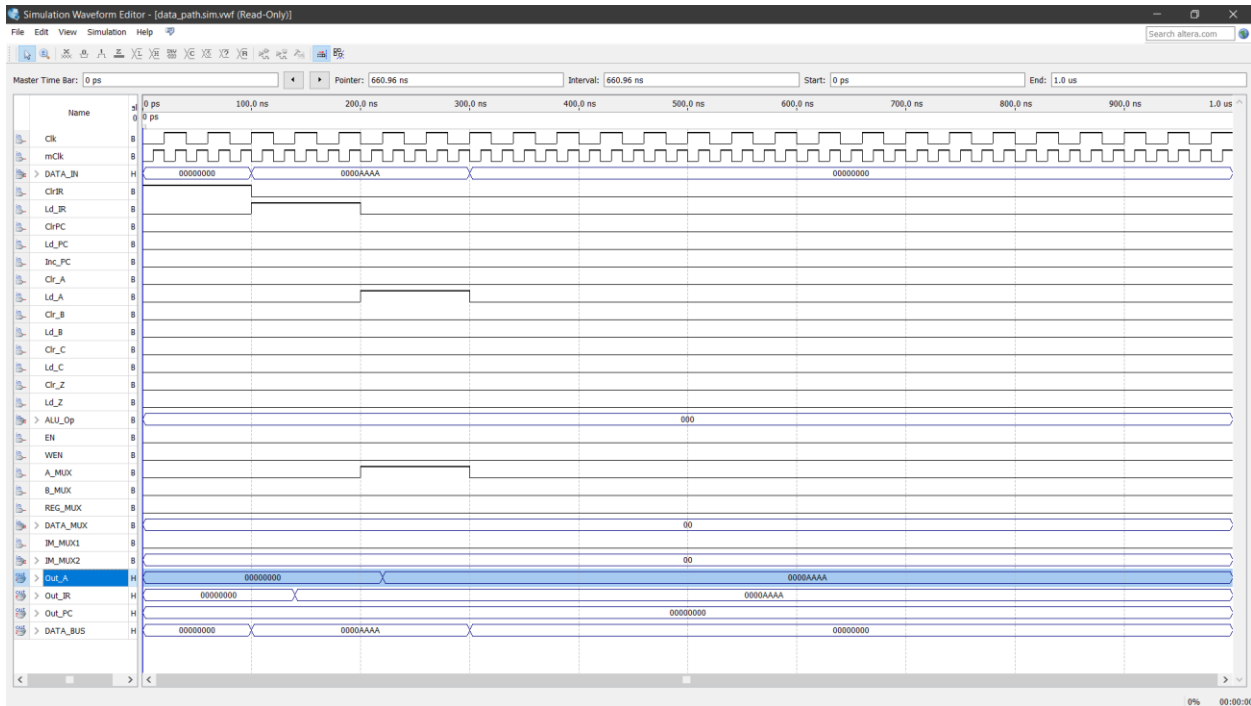 Simulation Waveform Editor - [data_path.sim.vwf (Read-Only)]
File Edit View Simulation Help
Search altera.com
Master Time Bar: 0 ps Pointer: 660.96 ns Interval: 660.96 ns Start: 0 ps End: 1.0 us
Name 0 ps 100.0 ns 200.0 ns 300.0 ns 400.0 ns 500.0 ns 600.0 ns 700.0 ns 800.0 ns 900.0 ns 1.0 us
0 ps
Clk B
mClk B
> DATA_IN H 00000000 0000AAAA 00000000
ClrIR B
Ld_IR B
ClrPC B
Ld_PC B
Inc_PC B
Clr_A B
Ld_A B
Clr_B B
Ld_B B
Clr_C B
Ld_C B
Clr_Z B
Ld_Z B
> ALU_Op B 000
EN B
WEN B
A_MUX B
B_MUX B
REG_MUX B
> DATA_MUX B 00
IM_MUX1 B
> IM_MUX2 B 00
> Out_A H 00000000 0000AAAA
> Out_IR H 00000000 0000AAAA
> Out_PC H 00000000
> DATA_BUS H 00000000 0000AAAA 00000000
0% 00:00:00